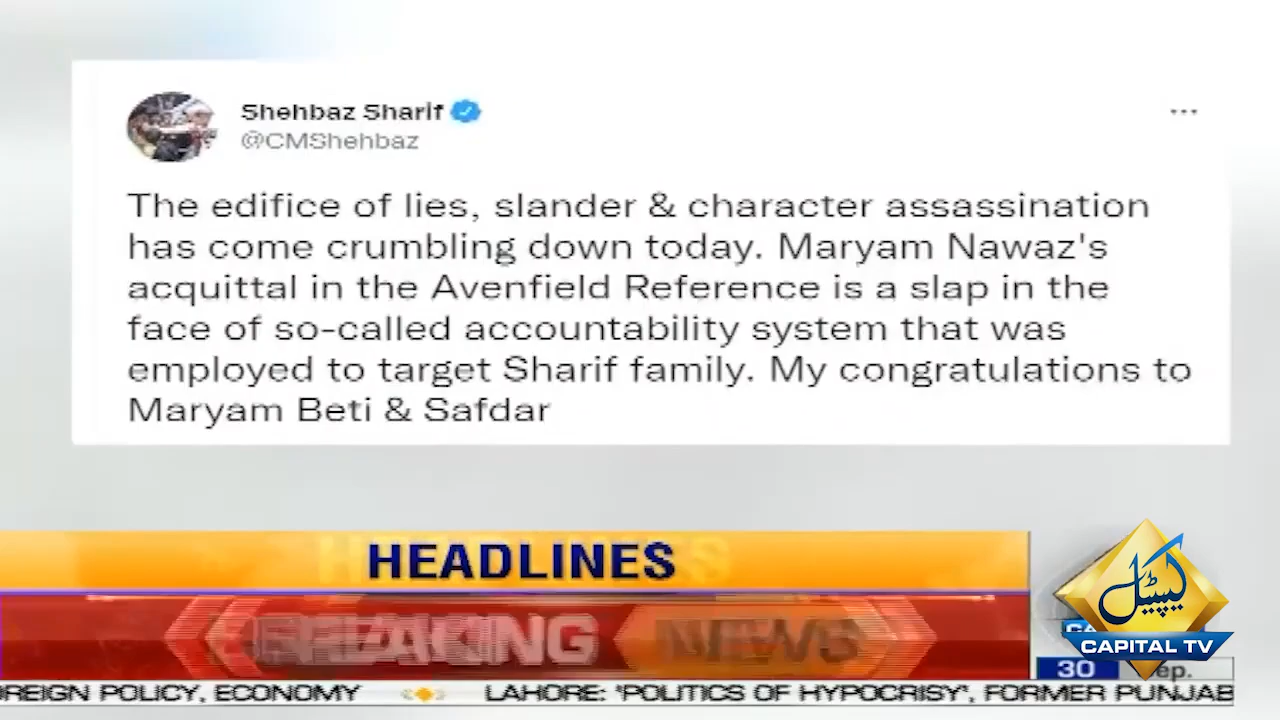 Shehbaz Sharif
@CMShehbaz
The edifice of lies, slander & character assassination
has come crumbling down today. Maryam Nawaz's
acquittal in the Avenfield Reference is a slap in the
face of so-called accountability system that was
employed to target Sharif family. My congratulations to
Maryam Beti & Safdar
HEADLINES
BREAKING NEWS
کیپیٹل
CAPITAL TV
30 Sep.
OREIGN POLICY, ECONOMY LAHORE: 'POLITICS OF HYPOCRISY', FORMER PUNJAB